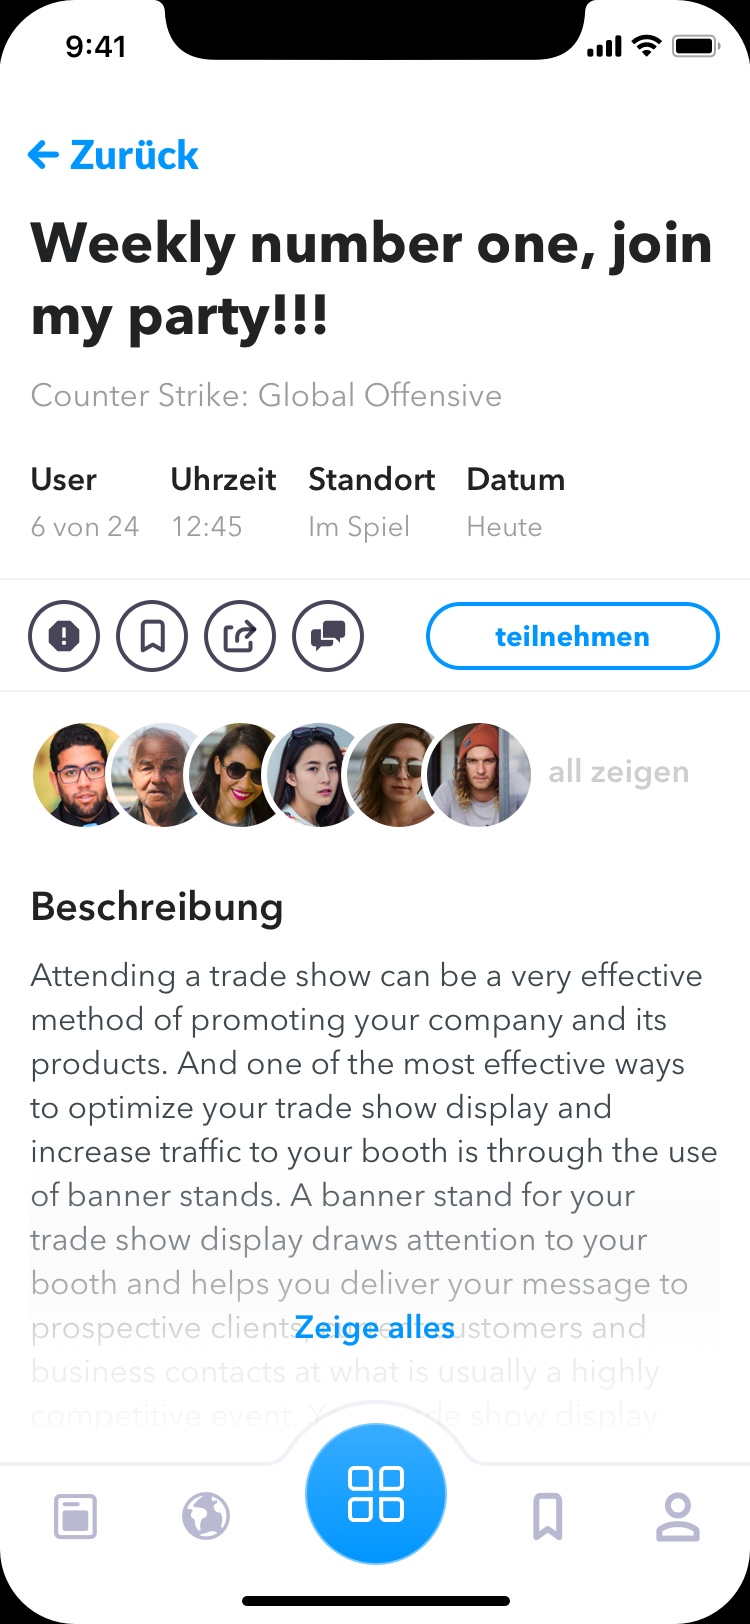 9:41
Zurück
Weekly number one, join
my party!!!
Counter Strike: Global Offensive
User Uhrzeit Standort Datum
6 von 24 12:45 Im Spiel Heute
teilnehmen
all zeigen
Beschreibung
Attending a trade show can be a very effective
method of promoting your company and its
products. And one of the most effective ways
to optimize your trade show display and
increase traffic to your booth is through the use
of banner stands. A banner stand for your
trade show display draws attention to your
booth and helps you deliver your message to
prospective clients customers and
Zeige alles
business contacts at what is usually a highly
competitive event. show display